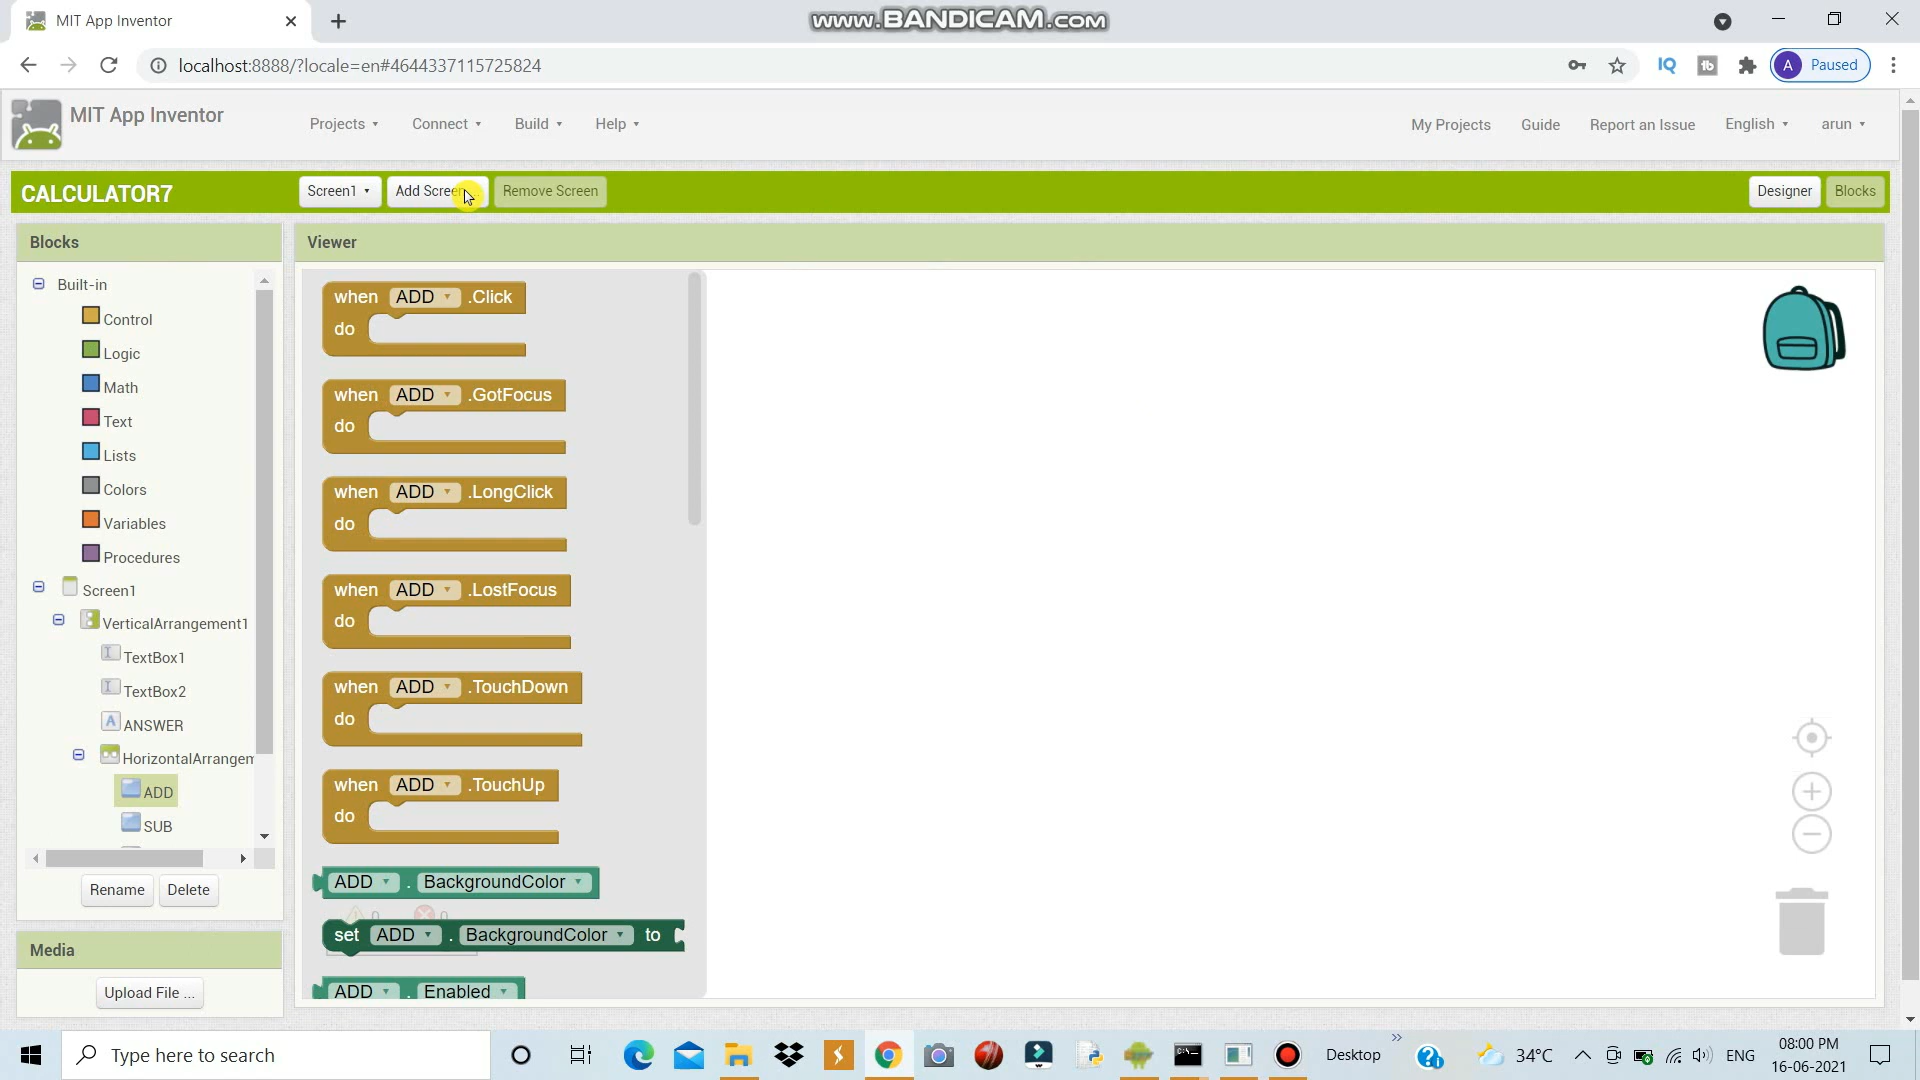 MIT App Inventor
www.BANDICAM.com
localhost:8888/?locale=en#4644337115725824
IQ
tb
A Paused
MIT App Inventor
Projects Connect Build Help
My Projects Guide Report an Issue English arun
CALCULATOR7
Screen1 Remove Screen
Add
Designer Blocks
Blocks
Viewer
Built-in
Control
Logic
Math
Text
Lists
Colors
Variables
Procedures
Screen1
VerticalArrangement1
TextBox1
TextBox2
ANSWER
HorizontalArrangem
ADD
SUB
Rename Delete
Media
Upload File ...
when ADD .Click
do
when ADD .GotFocus
do
when ADD .LongClick
do
when ADD .LostFocus
do
when ADD .TouchDown
do
when ADD .TouchUp
do
ADD . BackgroundColor
set ADD . BackgroundColor to
ADD . Enabled
Type here to search
Desktop
34°C
ENG
08:00 PM
16-06-2021